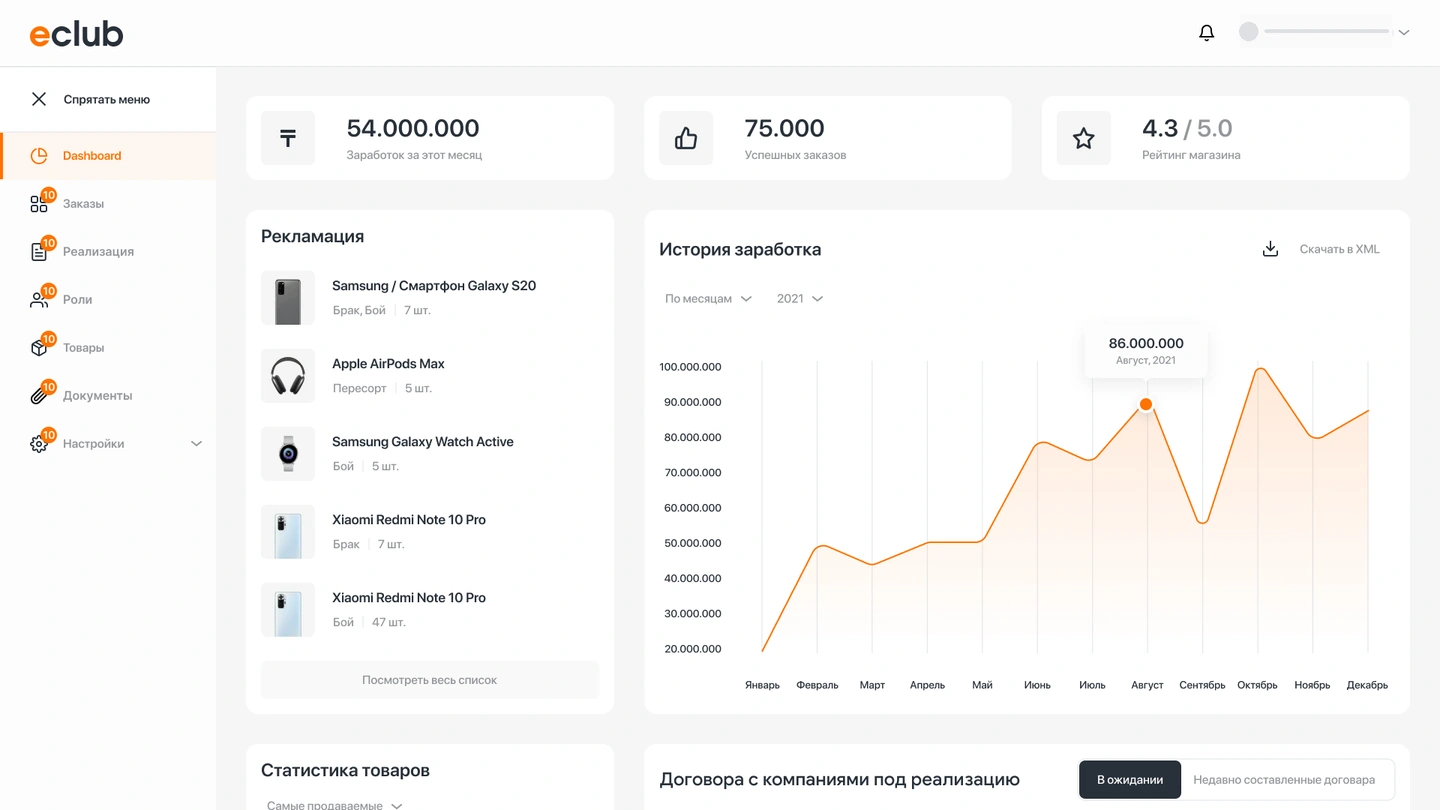 eclub
Спрятать меню
Dashboard
10
Заказы
10
Реализация
10
Роли
10
Товары
10
Документы
10
Настройки
54.000.000
Заработок за этот месяц
75.000
Успешных заказов
4.3 / 5.0
Рейтинг магазина
Рекламация
Samsung / Смартфон Galaxy S20
Брак, Бой 7 шт.
Apple AirPods Max
Пересорт 5 шт.
Samsung Galaxy Watch Active
Бой 5 шт.
Xiaomi Redmi Note 10 Pro
Брак 7 шт.
Xiaomi Redmi Note 10 Pro
Бой 47 шт.
Посмотреть весь список
История заработка
Скачать в XML
По месяцам 2021
86.000.000
Август, 2021
100.000.000
90.000.000
80.000.000
70.000.000
60.000.000
50.000.000
40.000.000
30.000.000
20.000.000
Январь Февраль Март Апрель Май Июнь Июль Август Сентябрь Октябрь Ноябрь Декабрь
Статистика товаров
Самые продаваемые
Договора с компаниями под реализацию
В ожидании
Недавно составленные договора